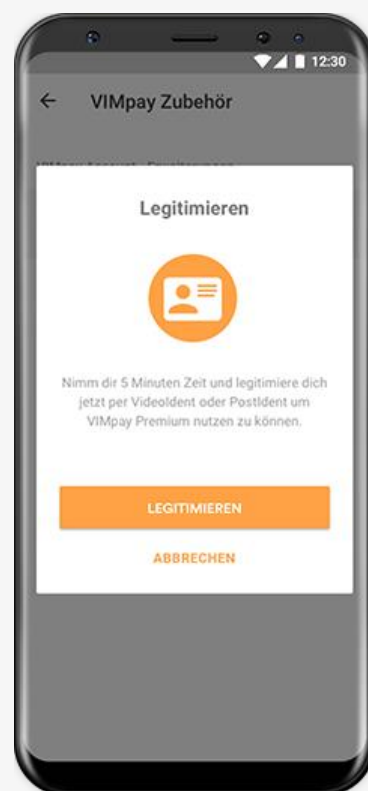 12:30
VIMpay Zubehör
Legitimieren
Nimm dir 5 Minuten Zeit und legitimiere dich
jetzt per VideoIdent oder PostIdent um
VIMpay Premium nutzen zu können.
LEGITIMIEREN
ABBRECHEN